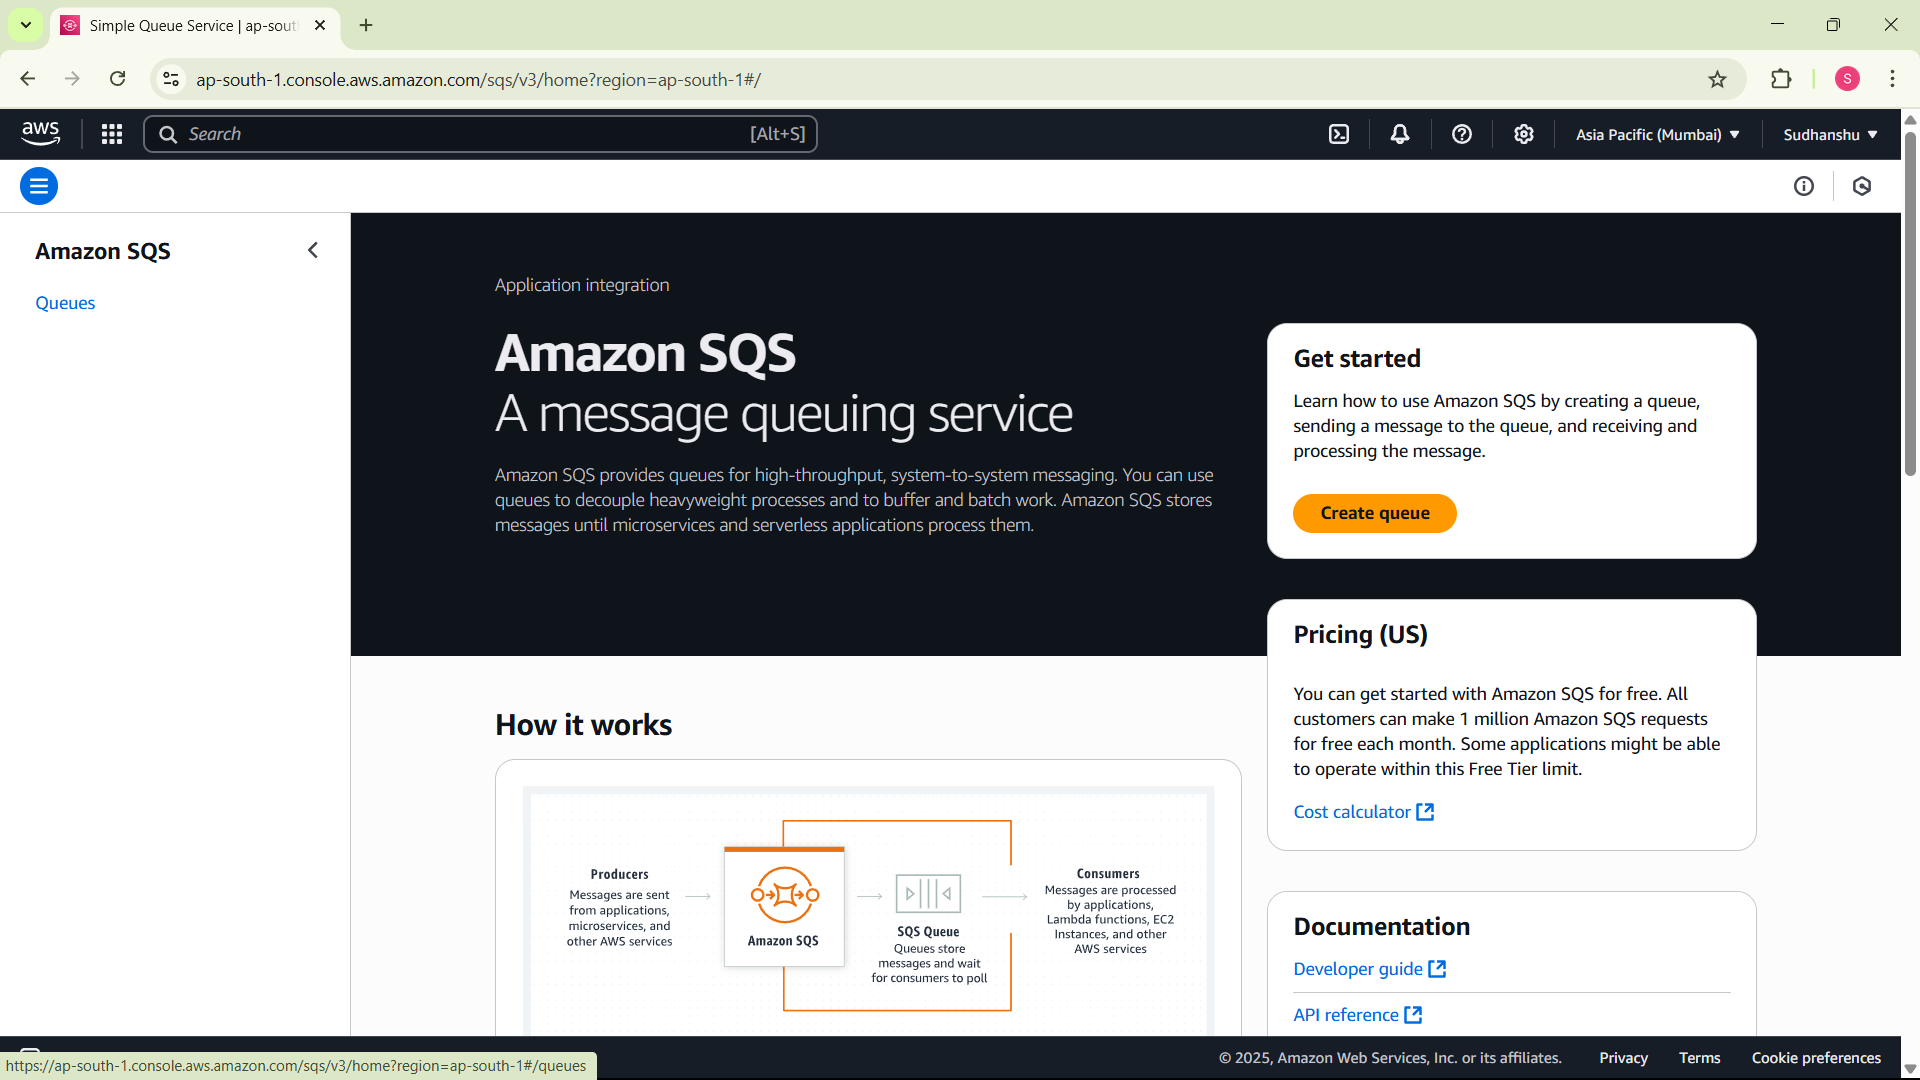 Simple Queue Service | ap-sout
ap-south-1.console.aws.amazon.com/sqs/v3/home?region=ap-south-1#/
S
aws
Search
[Alt+S]
Asia Pacific (Mumbai)
Sudhanshu
Amazon SQS
Queues
Application integration
Amazon SQS
A message queuing service
Amazon SQS provides queues for high-throughput, system-to-system messaging. You can use
queues to decouple heavyweight processes and to buffer and batch work. Amazon SQS stores
messages until microservices and serverless applications process them.
Get started
Learn how to use Amazon SQS by creating a queue,
sending a message to the queue, and receiving and
processing the message.
Create queue
Pricing (US)
You can get started with Amazon SQS for free. All
customers can make 1 million Amazon SQS requests
for free each month. Some applications might be able
to operate within this Free Tier limit.
Cost calculator
How it works
Producers
Messages are sent
from applications,
microservices, and
other AWS services
Amazon SQS
SQS Queue
Queues store
messages and wait
for consumers to poll
Consumers
Messages are processed
by applications,
Lambda functions, EC2
Instances, and other
AWS services
Documentation
Developer guide
API reference
© 2025, Amazon Web Services, Inc. or its affiliates.
Privacy
Terms
Cookie preferences
https://ap-south-1.console.aws.amazon.com/sqs/v3/home?region=ap-south-1#/queues